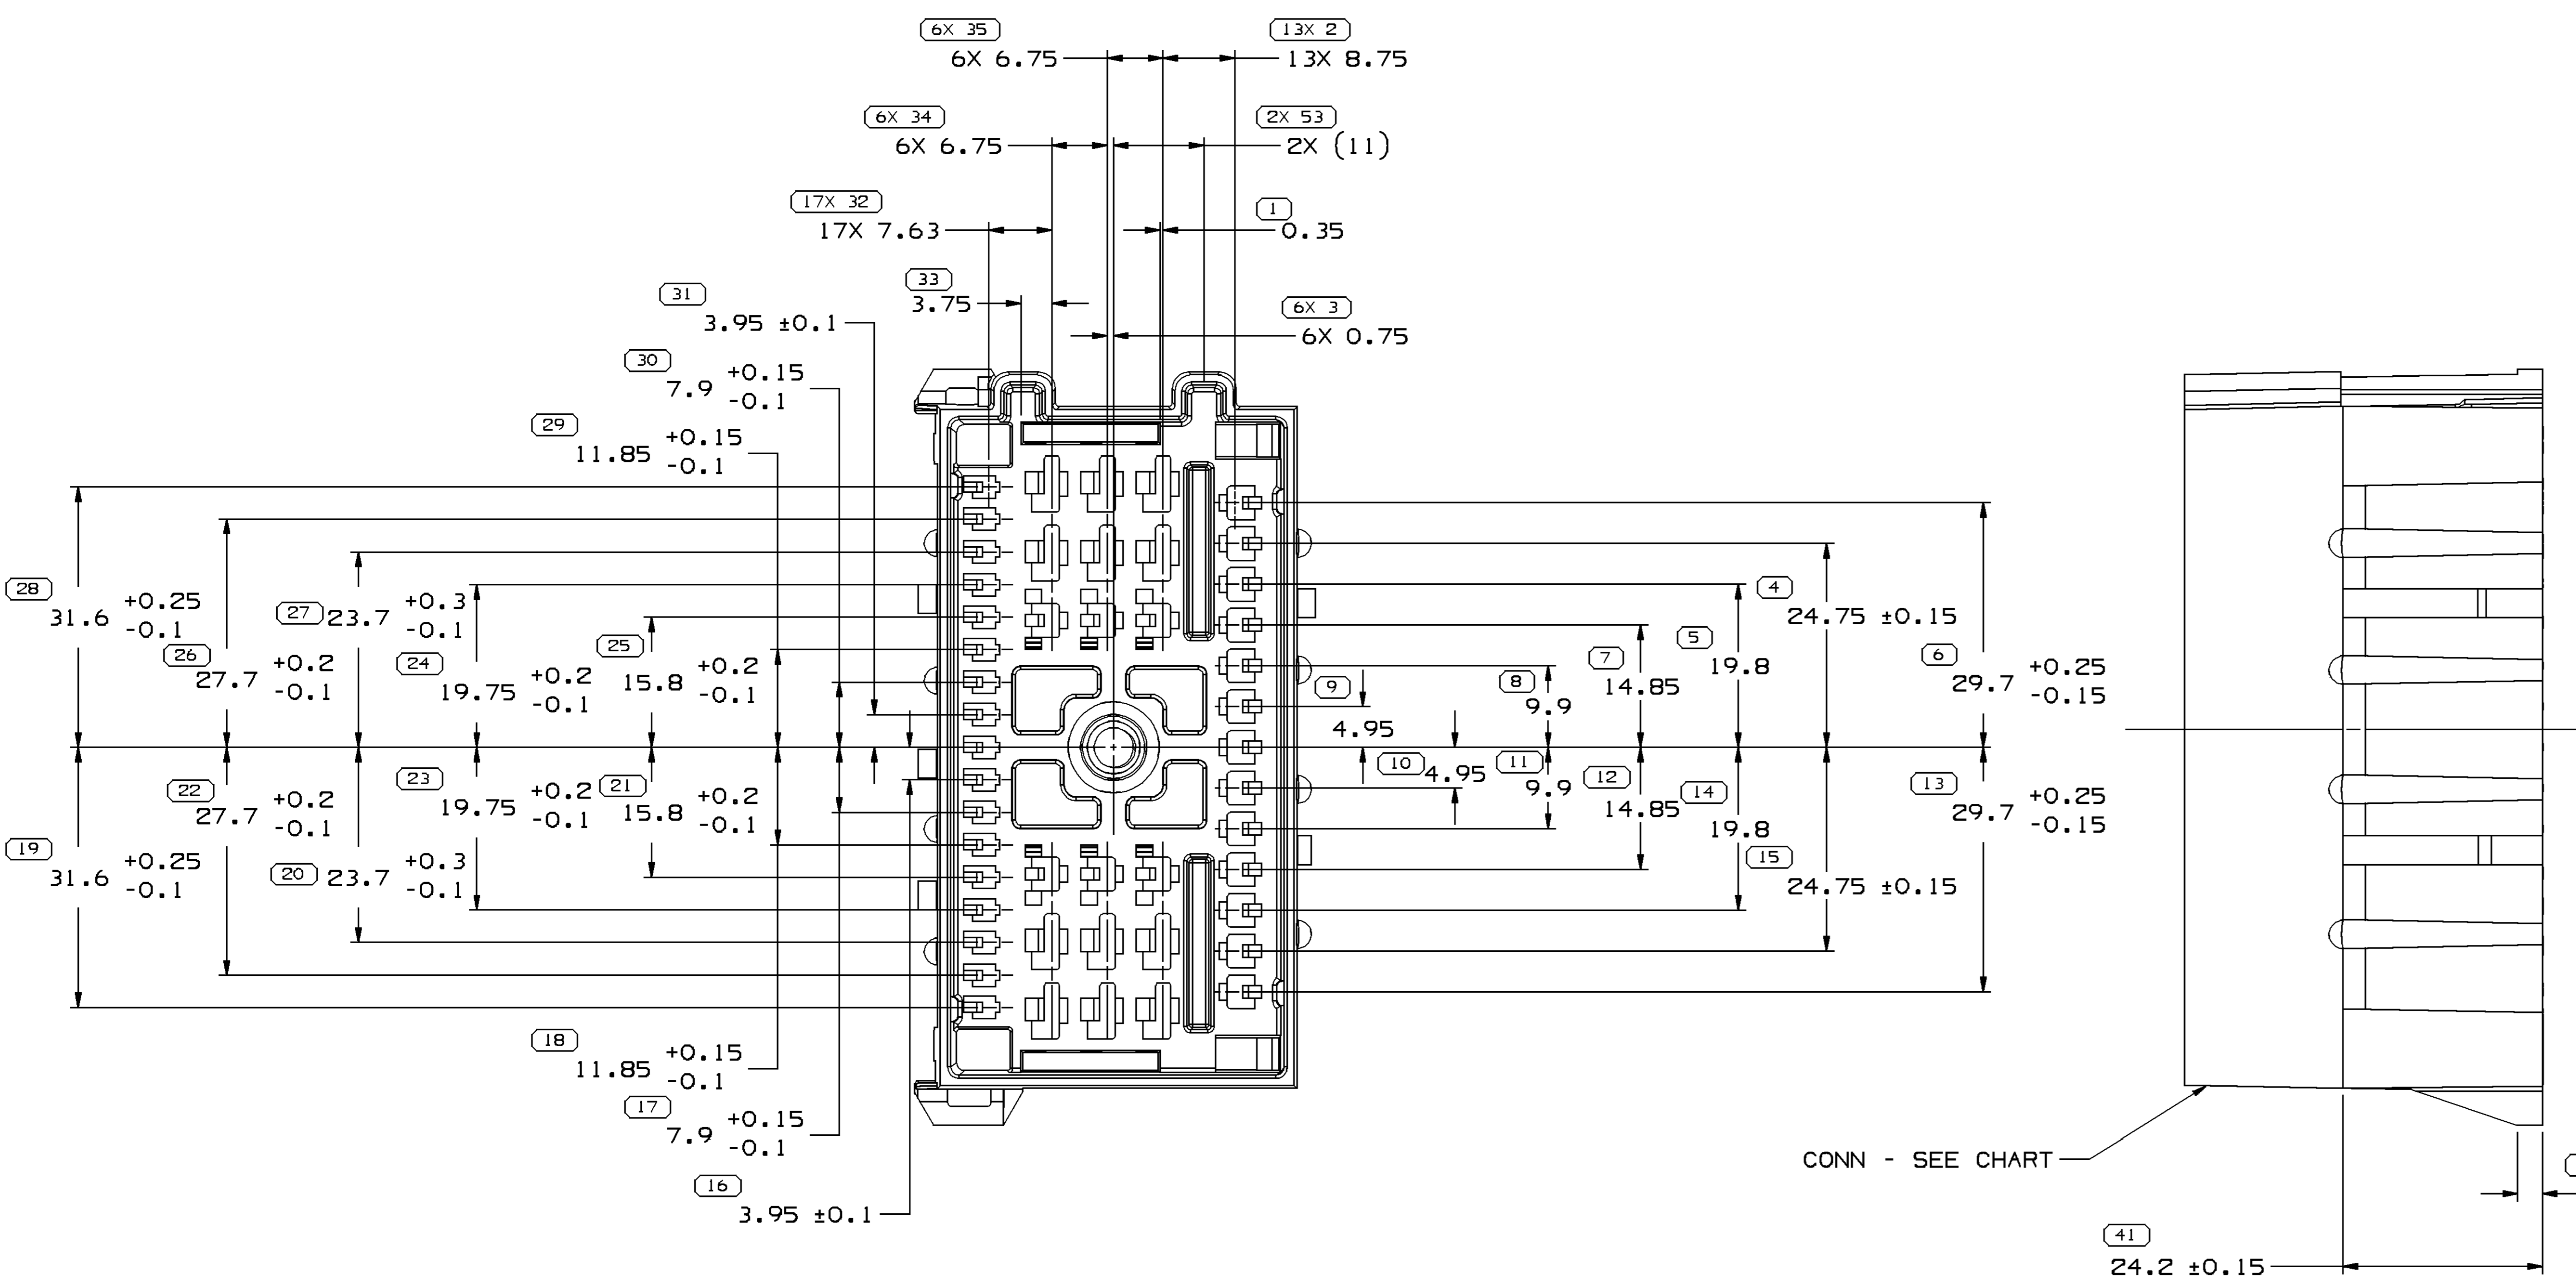 6X 35
6X 6.75
13X 2
13X 8.75
6X 34
6X 6.75
2X 53
2X (11)
17X 32
17X 7.63
1
0.35
33
3.75
31
3.95 ±0.1
6X 3
6X 0.75
30
7.9 +0.15 -0.1
29
11.85 +0.15 -0.1
28
31.6 +0.25 -0.1
26
27.7 +0.2 -0.1
27
23.7 +0.3 -0.1
24
19.75 +0.2 -0.1
25
15.8 +0.2 -0.1
9
4.95
8
9.9
7
14.85
5
19.8
4
24.75 ±0.15
6
29.7 +0.25 -0.15
19
31.6 +0.25 -0.1
22
27.7 +0.2 -0.1
20
23.7 +0.3 -0.1
23
19.75 +0.2 -0.1
21
15.8 +0.2 -0.1
10
4.95
11
9.9
12
14.85
14
19.8
15
24.75 ±0.15
13
29.7 +0.25 -0.15
18
11.85 +0.15 -0.1
17
7.9 +0.15 -0.1
16
3.95 ±0.1
CONN - SEE CHART
41
24.2 ±0.15